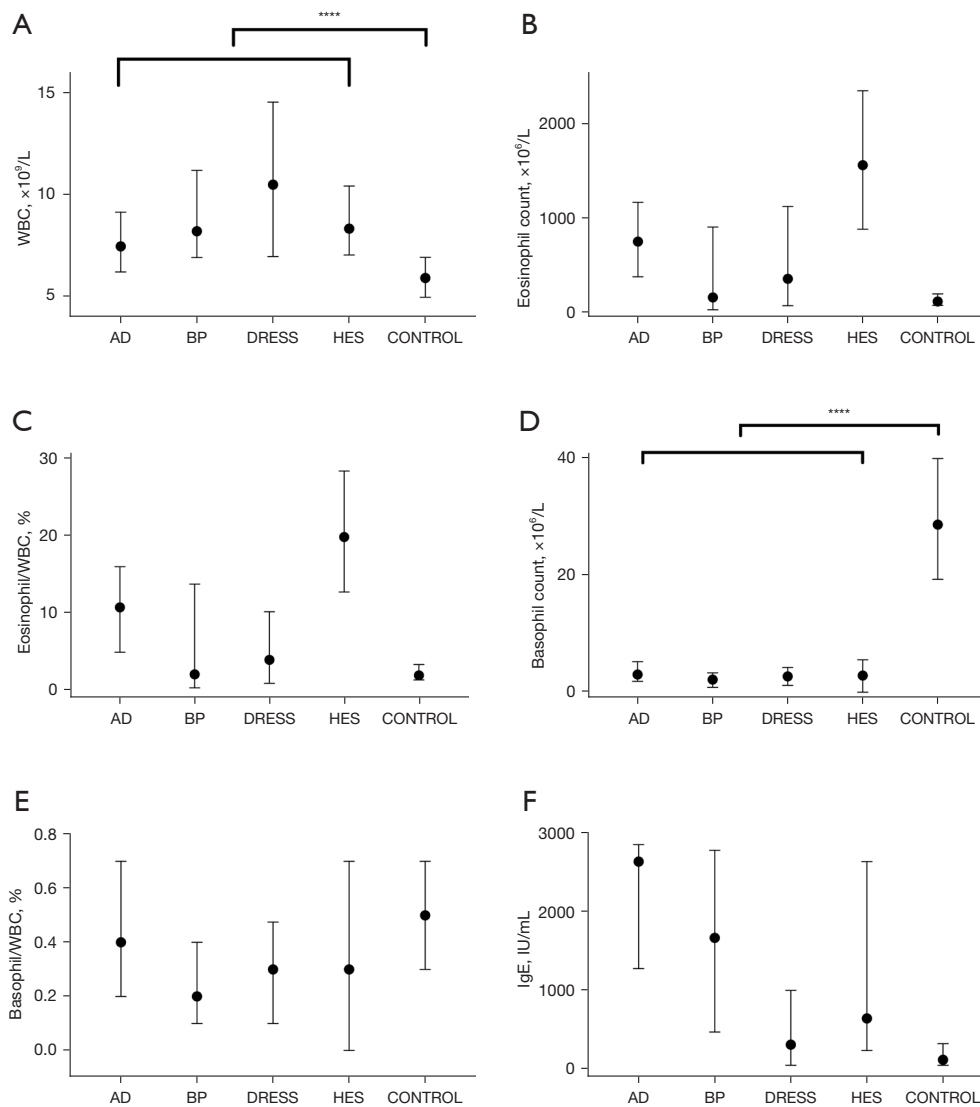 A
****
WBC, ×10⁹/L
15
10
5
AD BP DRESS HES CONTROL
B
Eosinophil count, ×10⁶/L
2000
1000
0
AD BP DRESS HES CONTROL
C
Eosinophil/WBC, %
30
20
10
0
AD BP DRESS HES CONTROL
D
****
Basophil count, ×10⁶/L
40
20
0
AD BP DRESS HES CONTROL
E
Basophil/WBC, %
0.8
0.6
0.4
0.2
0.0
AD BP DRESS HES CONTROL
F
IgE, IU/mL
3000
2000
1000
0
AD BP DRESS HES CONTROL